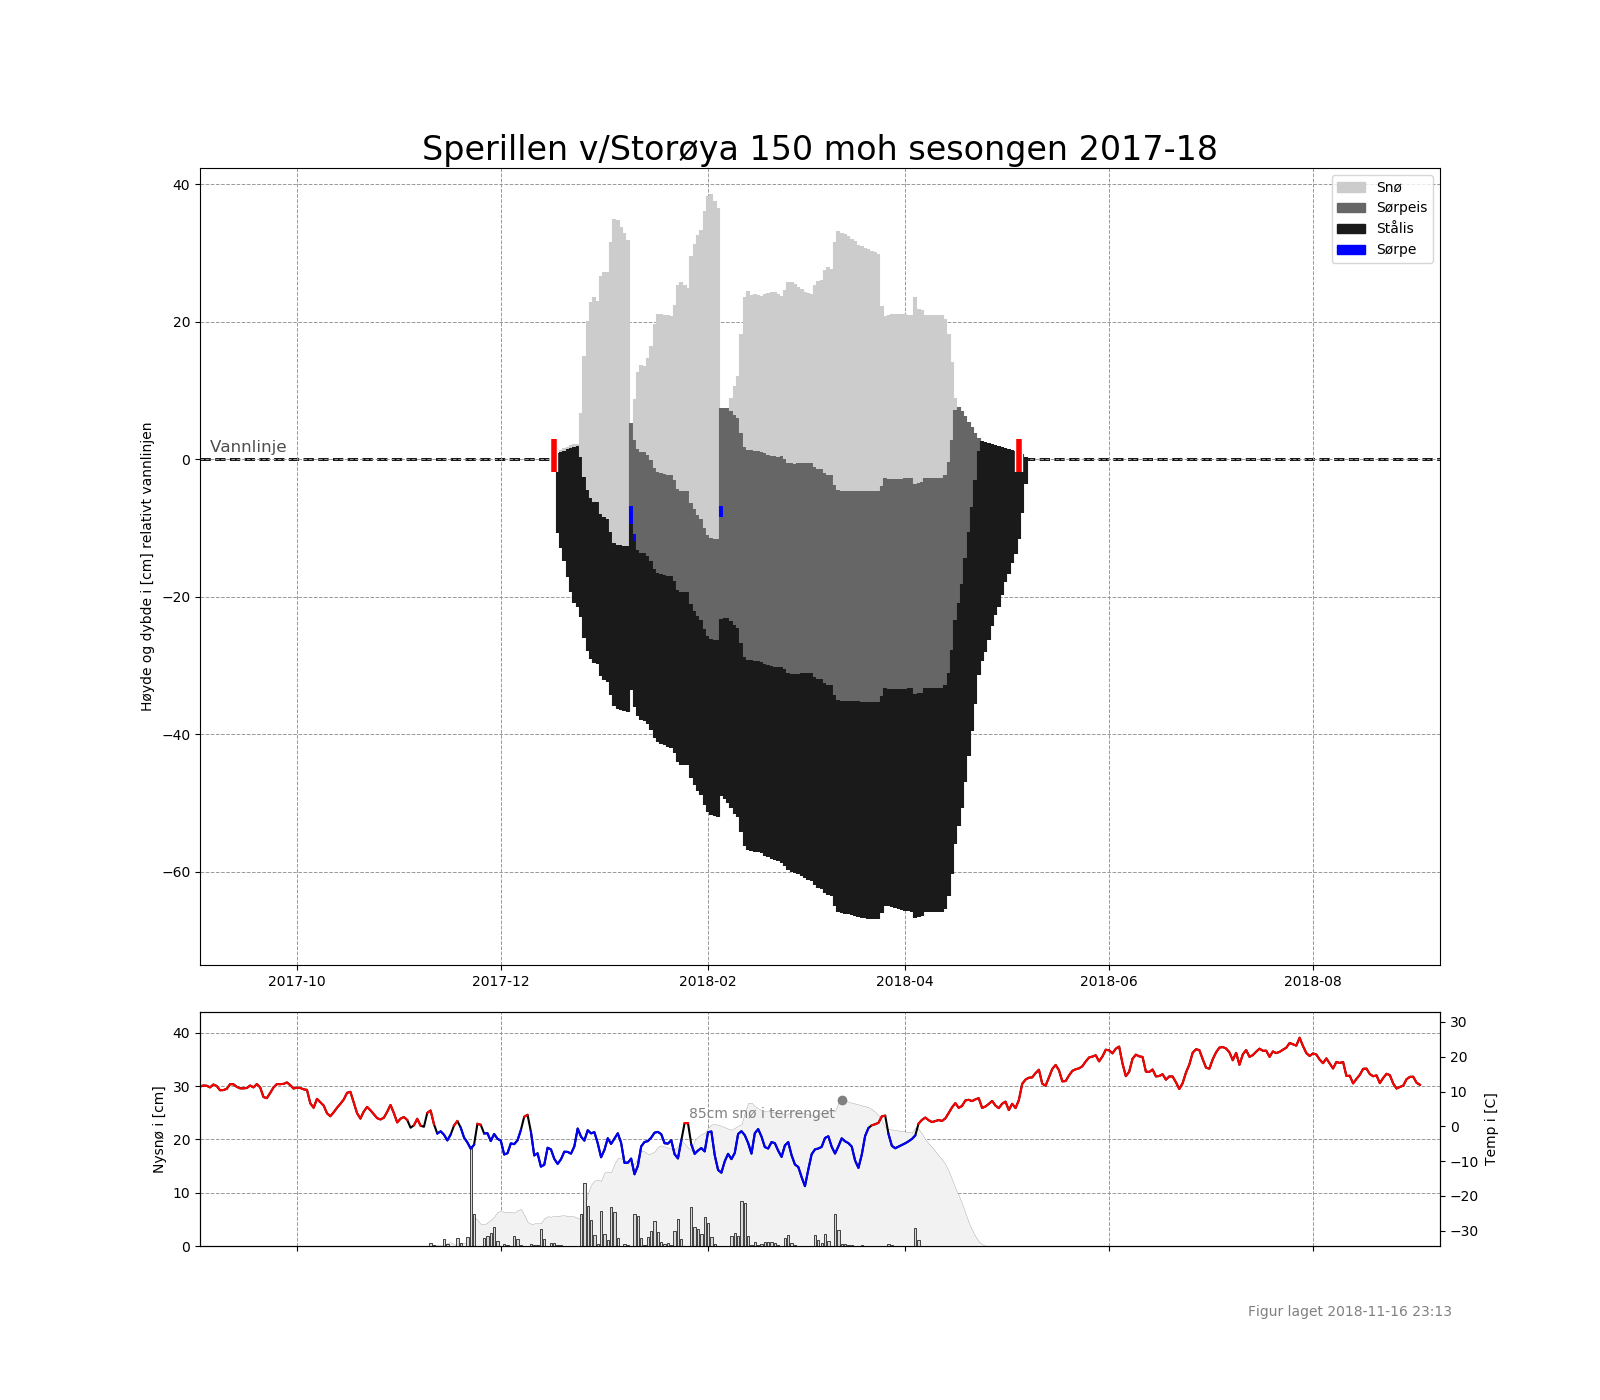 Sperillen v/Storøya 150 moh sesongen 2017-18
Høyde og dybde i [cm] relativt vannlinjen
40
20
0
−20
−40
−60
Vannlinje
Snø
Sørpeis
Stålis
Sørpe
2017-10
2017-12
2018-02
2018-04
2018-06
2018-08
Nysnø i [cm]
40
30
20
10
0
85cm snø i terrenget
30
20
10
0
−10
−20
−30
Temp i [C]
Figur laget 2018-11-16 23:13